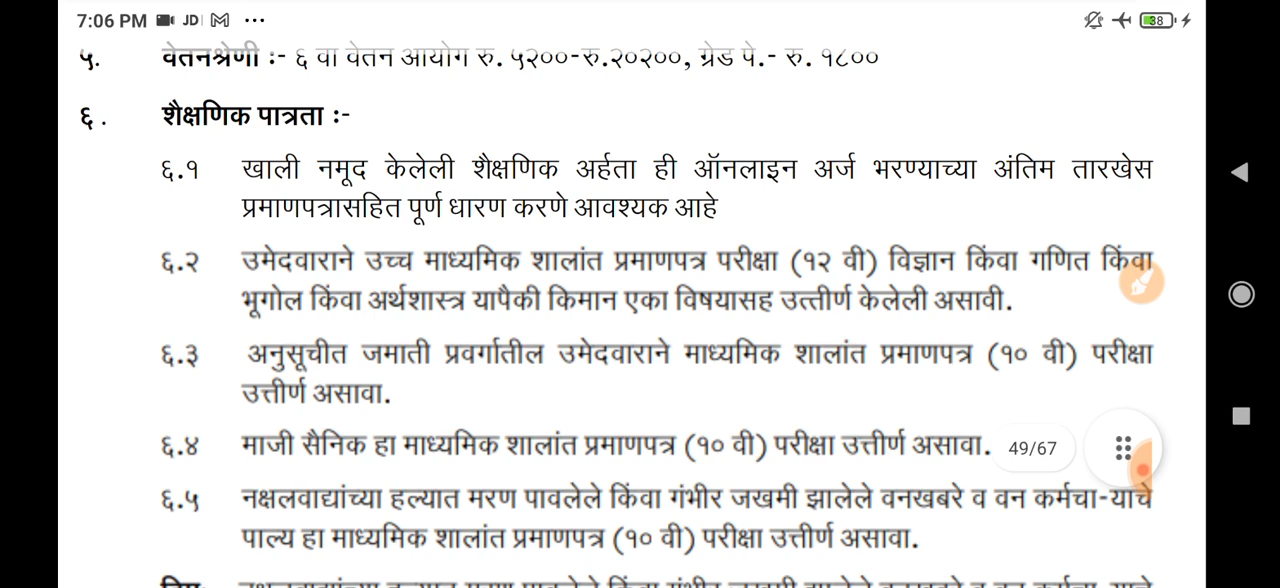 7:06 PM JD ... 38
५. वेतनश्रेणी :- ६ वा वेतन आयोग रु. ५२००-रु.२०२००, ग्रेड पे.- रु. १८००
६. शैक्षणिक पात्रता :-
६.१ खाली नमूद केलेली शैक्षणिक अर्हता ही ऑनलाइन अर्ज भरण्याच्या अंतिम तारखेस
प्रमाणपत्रासहित पूर्ण धारण करणे आवश्यक आहे
६.२ उमेदवाराने उच्च माध्यमिक शालांत प्रमाणपत्र परीक्षा (१२ वी) विज्ञान किंवा गणित किंवा
भूगोल किंवा अर्थशास्त्र यापैकी किमान एका विषयासह उत्तीर्ण केलेली असावी.
६.३ अनुसूचीत जमाती प्रवर्गातील उमेदवाराने माध्यमिक शालांत प्रमाणपत्र (१० वी) परीक्षा
उत्तीर्ण असावा.
६.४ माजी सैनिक हा माध्यमिक शालांत प्रमाणपत्र (१० वी) परीक्षा उत्तीर्ण असावा.
49/67
६.५ नक्षलवाद्यांच्या हल्यात मरण पावलेले किंवा गंभीर जखमी झालेले वनखबरे व वन कर्मचा-याचे
पाल्य हा माध्यमिक शालांत प्रमाणपत्र (१० वी) परीक्षा उत्तीर्ण असावा.